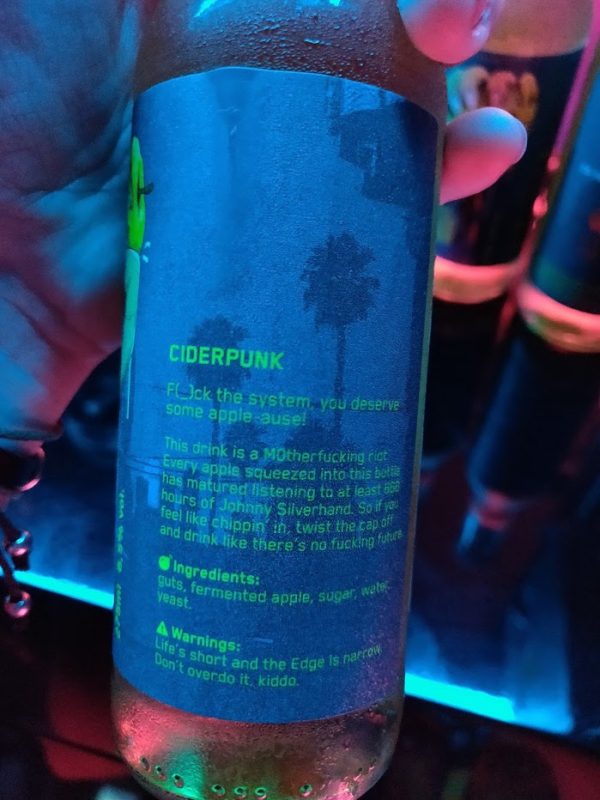 CIDERPUNK
F(_)ck the system, you deserve
some apple-ause!
This drink is a MOtherfucking riot
Every apple squeezed into this bottle
has matured listening to at least 650
hours of Johnny Silverhand. So if you
feel like chippin' in, twist the cap off
and drink like there's no fucking future
Ingredients:
guts, fermented apple, sugar, water,
yeast.
Warnings:
Life's short and the Edge is narrow.
Don't overdo it, kiddo.
vol.